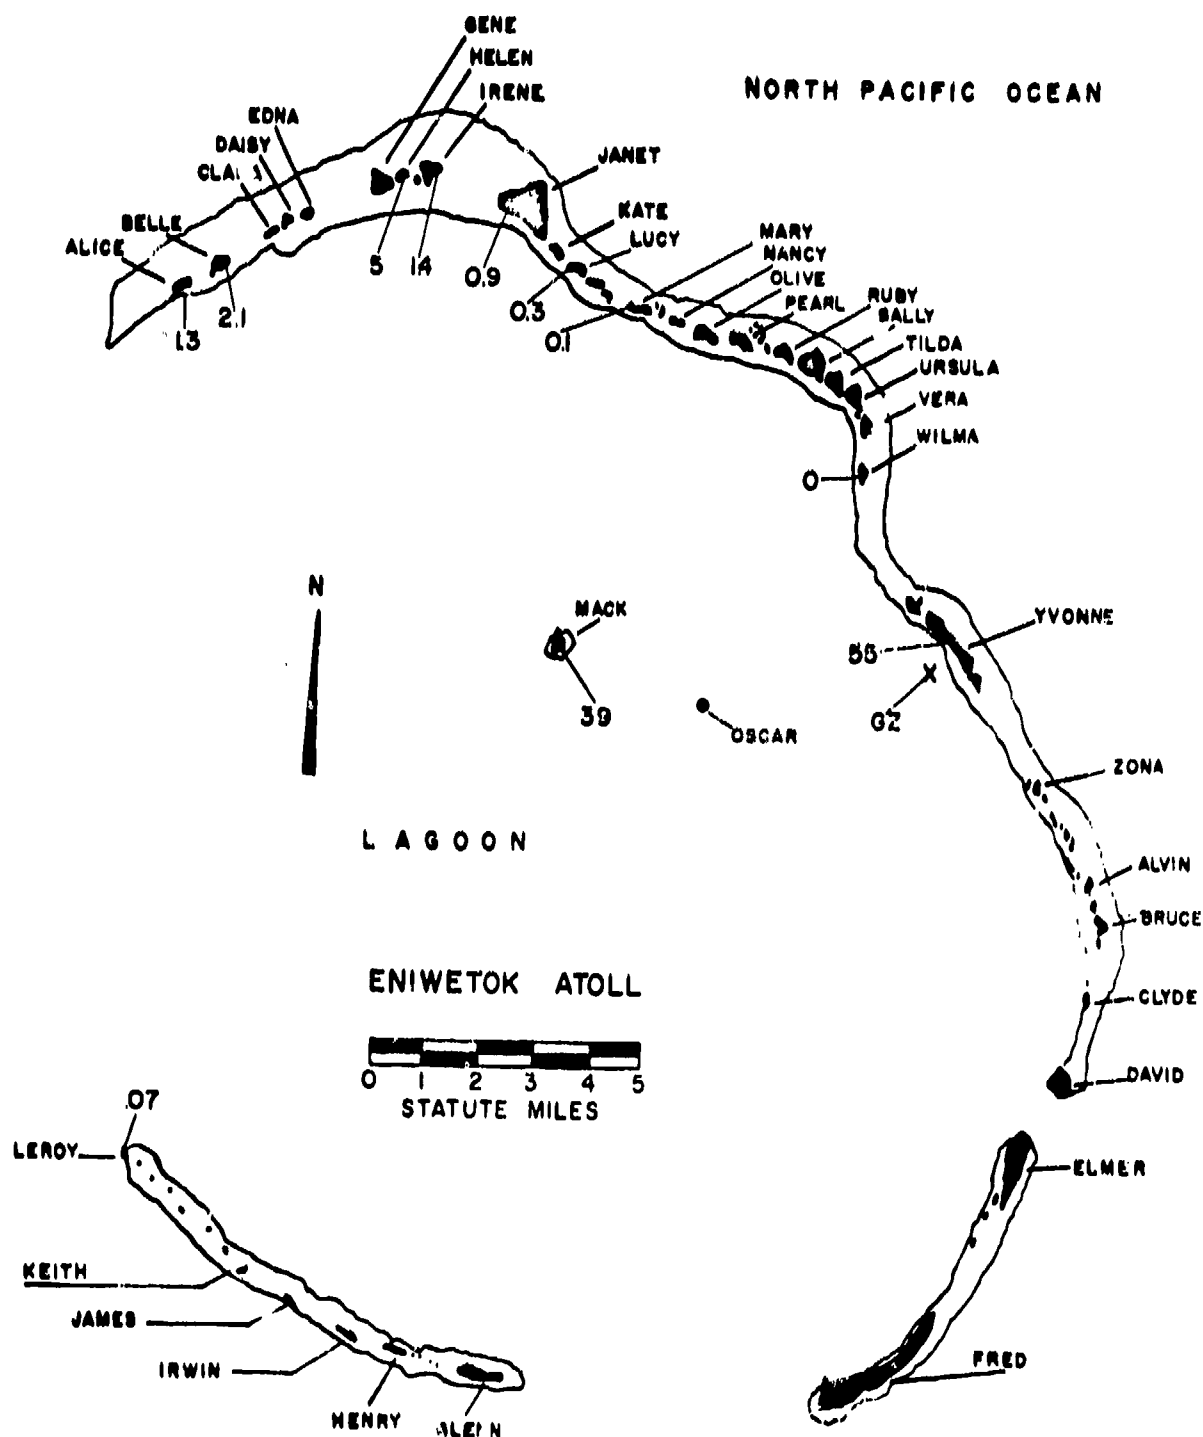 GENE
HELEN
IRENE
NORTH PACIFIC OCEAN
EDNA
DAISY
JANET
BELLE
KATE
ALICE
LUCY
MARY
NANCY
OLIVE
PEARL
RUBY
SALLY
TILDA
URSULA
VERA
WILMA
5
14
0.9
0.3
0.1
2.1
13
0
N
MACK
YVONNE
55
39
GZ
OSCAR
ZONA
LAGOON
ALVIN
BRUCE
ENIWETOK ATOLL
CLYDE
0 1 2 3 4 5
STATUTE MILES
DAVID
.07
LEROY
ELMER
KEITH
JAMES
IRWIN
FRED
HENRY